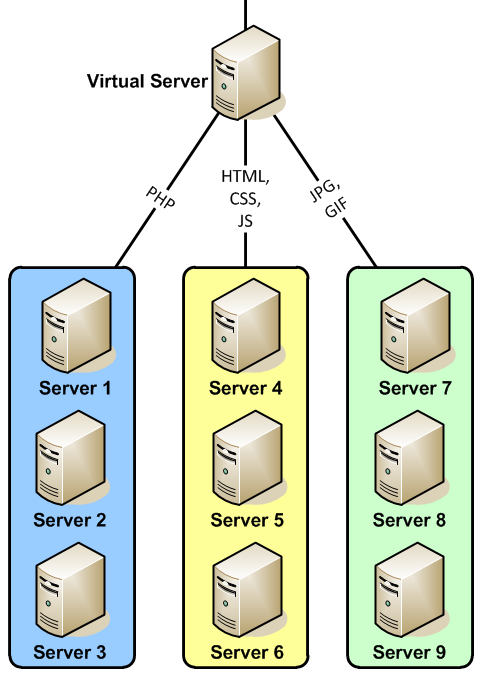 Virtual Server
PHP
HTML,
CSS,
JS
JPG,
GIF
Server 1
Server 4
Server 7
Server 2
Server 5
Server 8
Server 3
Server 6
Server 9